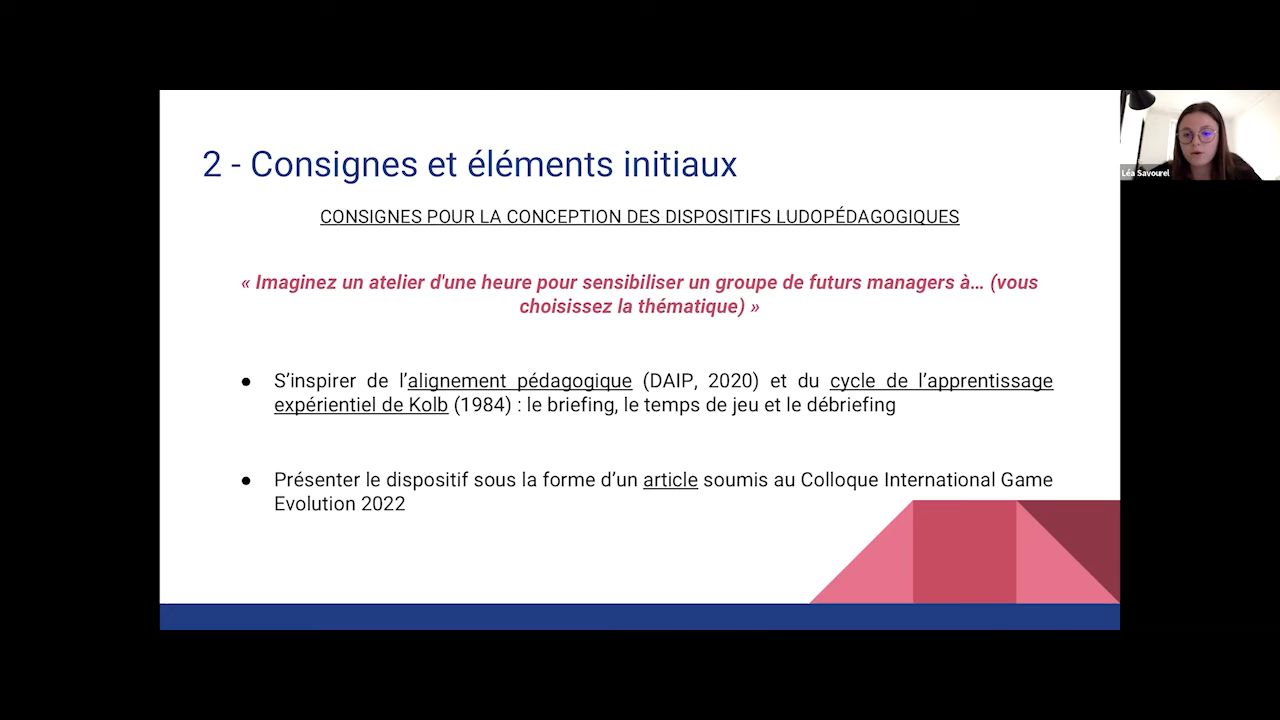 2 - Consignes et éléments initiaux
CONSIGNES POUR LA CONCEPTION DES DISPOSITIFS LUDOPÉDAGOGIQUES
« Imaginez un atelier d'une heure pour sensibiliser un groupe de futurs managers à… (vous
choisissez la thématique) »
● S’inspirer de l’alignement pédagogique (DAIP, 2020) et du cycle de l’apprentissage
expérientiel de Kolb (1984) : le briefing, le temps de jeu et le débriefing
● Présenter le dispositif sous la forme d’un article soumis au Colloque International Game
Evolution 2022
Léa Savourel